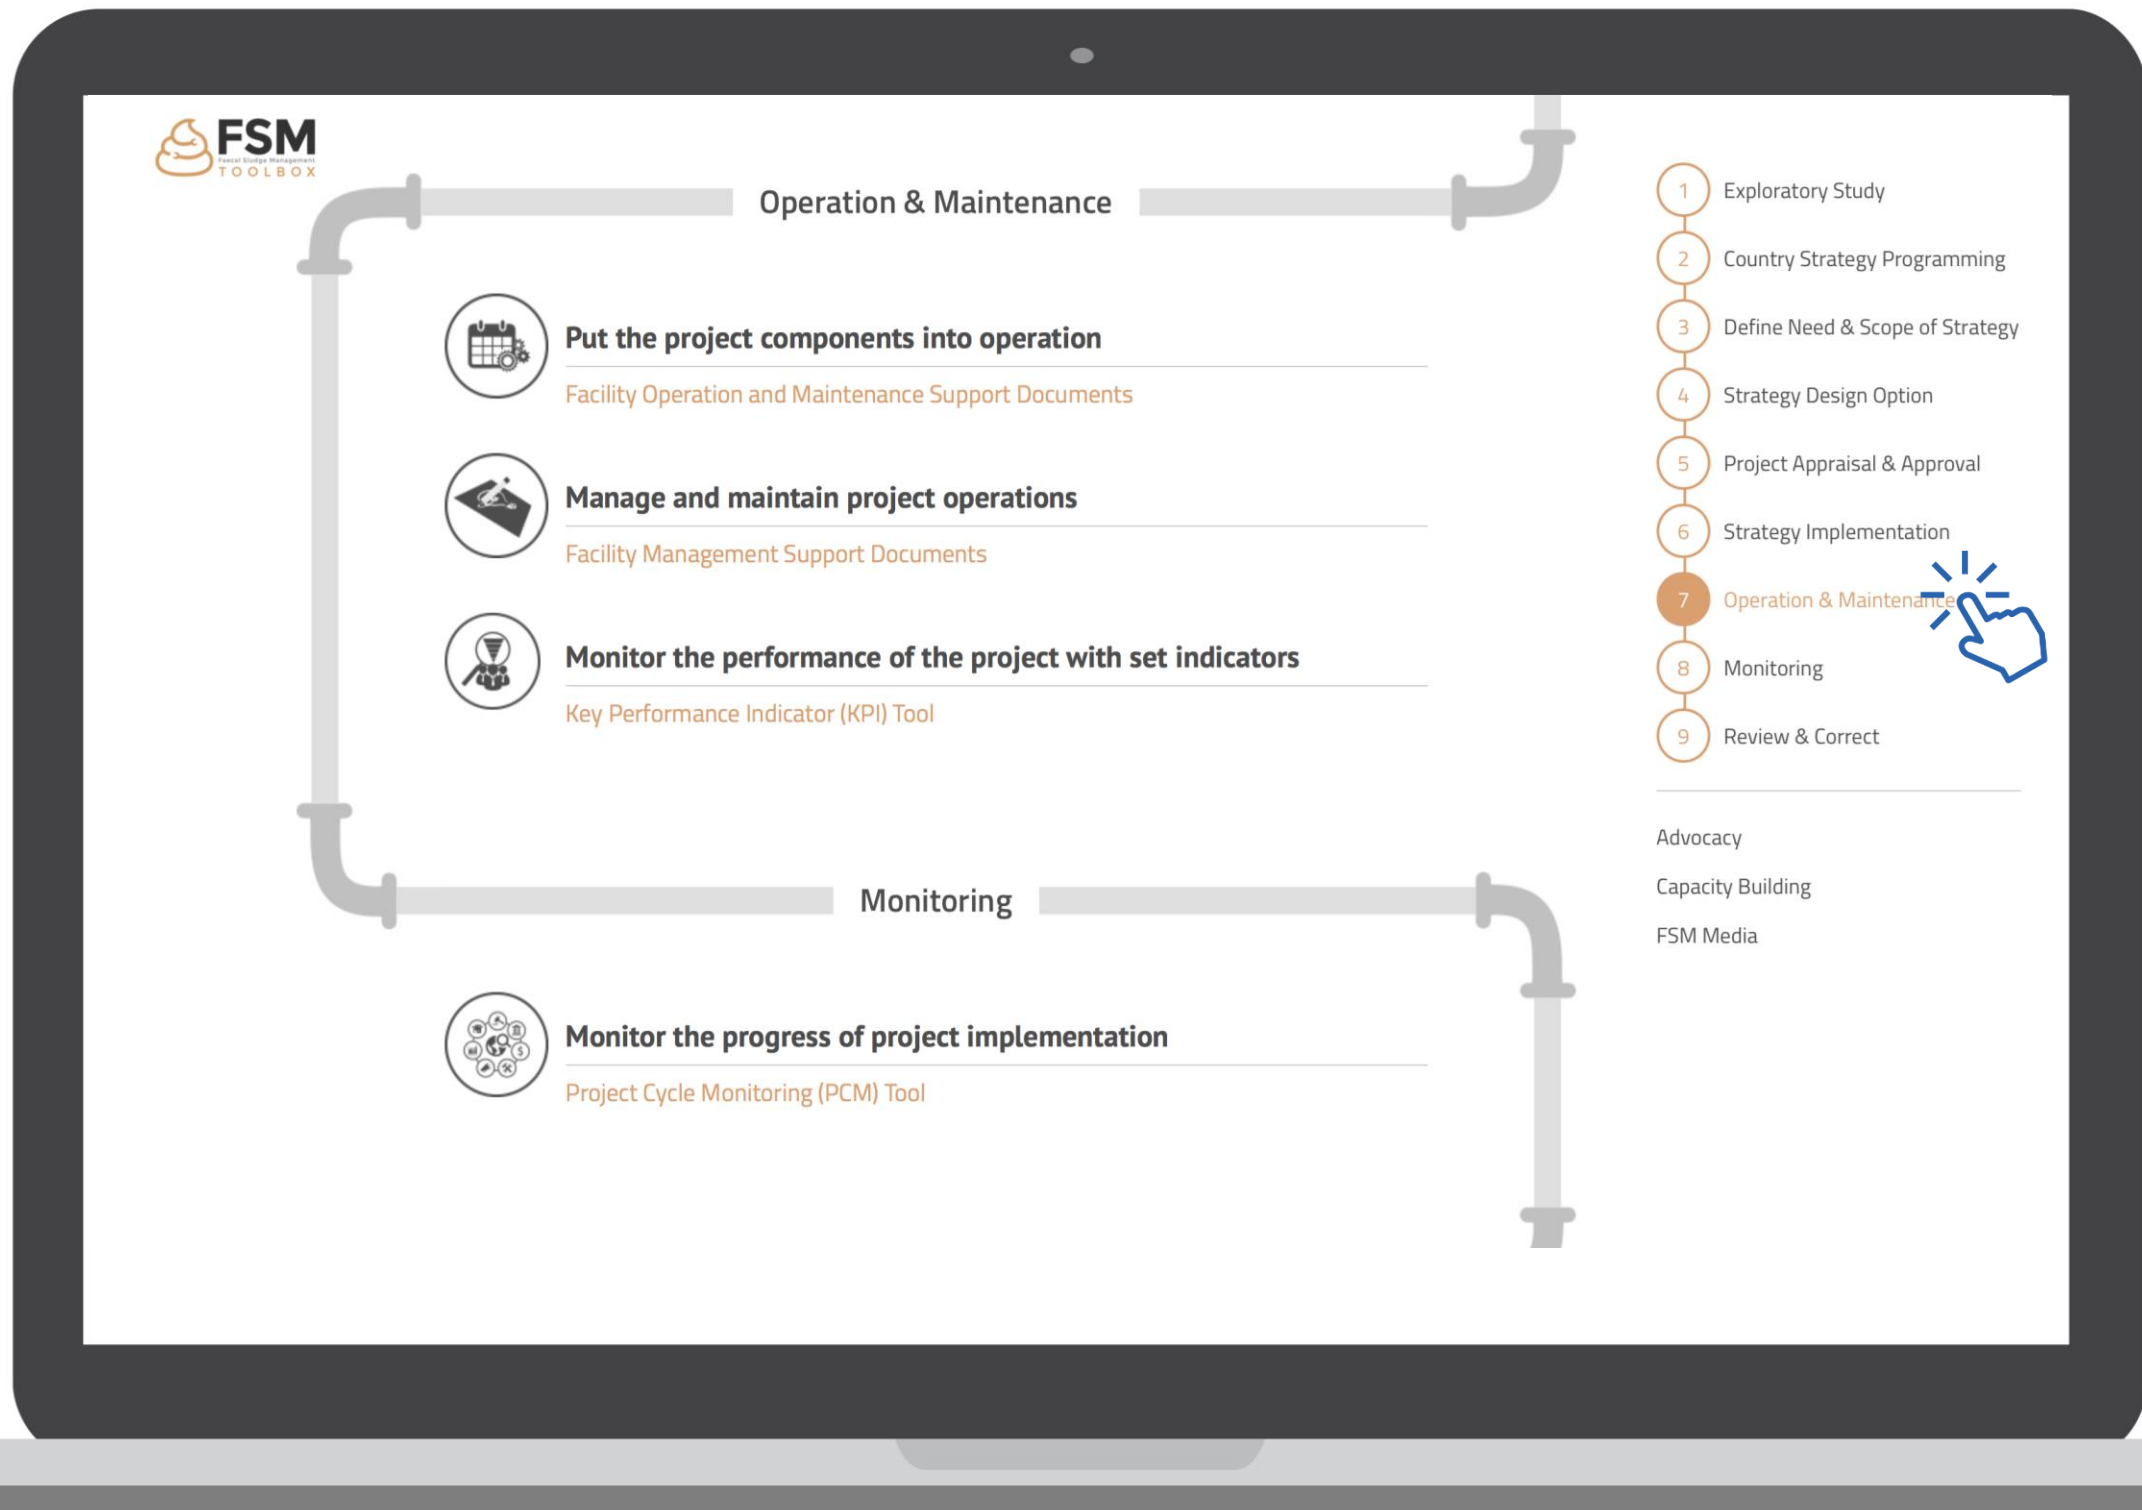 FSM
Faecal Sludge Management
TOOLBOX
Operation & Maintenance
Put the project components into operation
Facility Operation and Maintenance Support Documents
Manage and maintain project operations
Facility Management Support Documents
Monitor the performance of the project with set indicators
Key Performance Indicator (KPI) Tool
Monitoring
Monitor the progress of project implementation
Project Cycle Monitoring (PCM) Tool
1 Exploratory Study
2 Country Strategy Programming
3 Define Need & Scope of Strategy
4 Strategy Design Option
5 Project Appraisal & Approval
6 Strategy Implementation
7 Operation & Maintenance
8 Monitoring
9 Review & Correct
Advocacy
Capacity Building
FSM Media